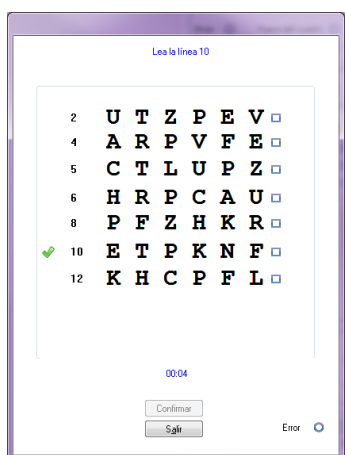 Lea la línea 10
2 U T Z P E V
4 A R P V F E
5 C T L U P Z
6 H R P C A U
8 P F Z H K R
10 E T P K N F
12 K H C P F L
00:04
Confirmar
Salir
Error